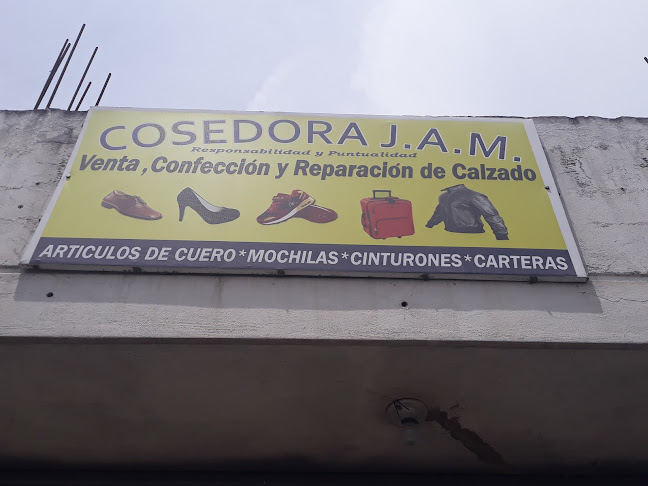 COSEDORA J.A.M.
Responsabilidad y Puntualidad
Venta, Confección y Reparación de Calzado
ARTICULOS DE CUERO*MOCHILAS*CINTURONES*CARTERAS